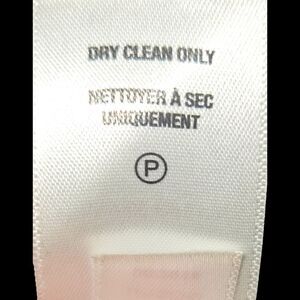 DRY CLEAN ONLY
NETTOYER À SEC
UNIQUEMENT
P